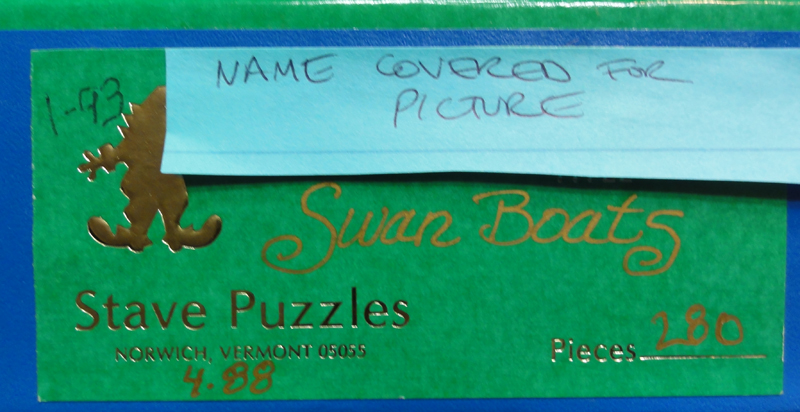 NAME COVERED FOR
PICTURE
1-93
Swan Boats
Stave Puzzles
NORWICH, VERMONT 05055
Pieces 280
4.88